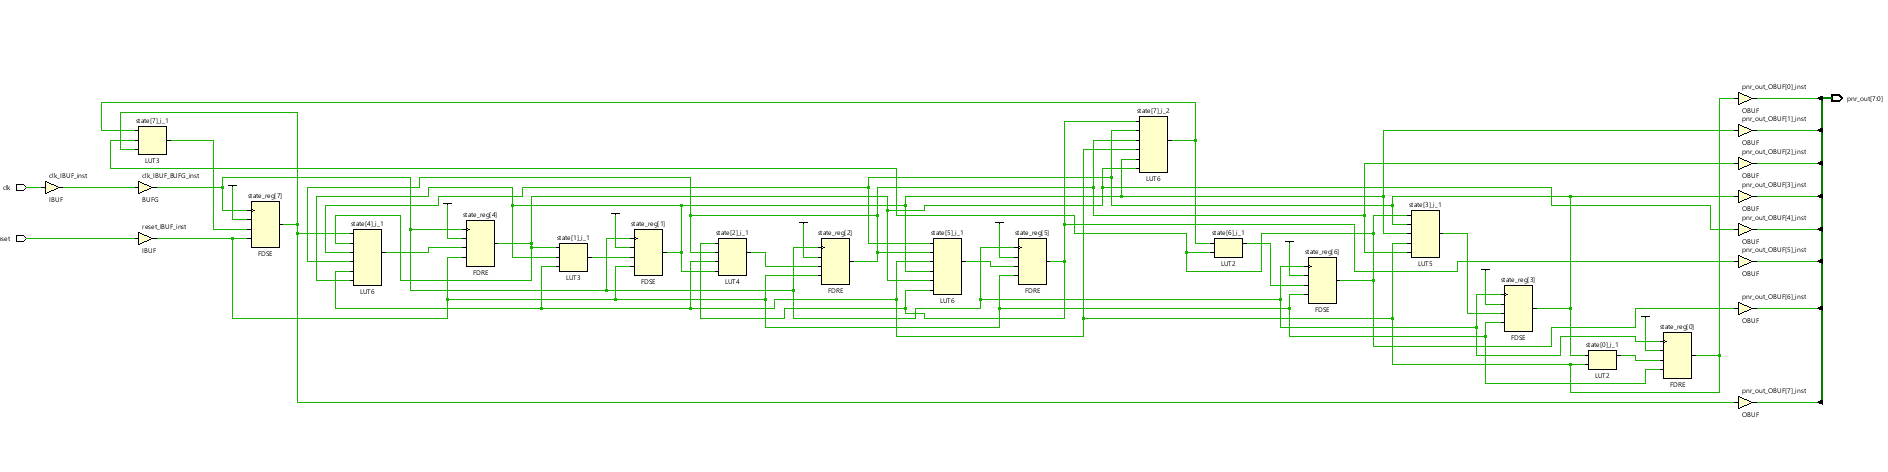 pnr_out_OBUF[0]_inst
pnr_out[7:0]
OBUF
state[7]_i_2
pnr_out_OBUF[1]_inst
state[7]_i_1
OBUF
LUT3
pnr_out_OBUF[2]_inst
clk_IBUF_inst
clk_IBUF_BUFG_inst
LUT6
OBUF
clk
pnr_out_OBUF[3]_inst
IBUF
BUFG
state_reg[7]
OBUF
state[3]_i_1
reset_IBUF_inst
state[4]_i_1
state_reg[4]
state_reg[1]
state[2]_i_1
state_reg[2]
state[5]_i_1
state_reg[5]
state[6]_i_1
pnr_out_OBUF[4]_inst
state[1]_i_1
OBUF
IBUF
FDSE
pnr_out_OBUF[5]_inst
state_reg[6]
LUT2
LUT5
OBUF
FDRE
LUT3
FDSE
LUT4
state_reg[3]
LUT6
FDRE
LUT6
FDRE
pnr_out_OBUF[6]_inst
FDSE
OBUF
state_reg[0]
FDSE
state[0]_i_1
LUT2
FDRE
pnr_out_OBUF[7]_inst
OBUF